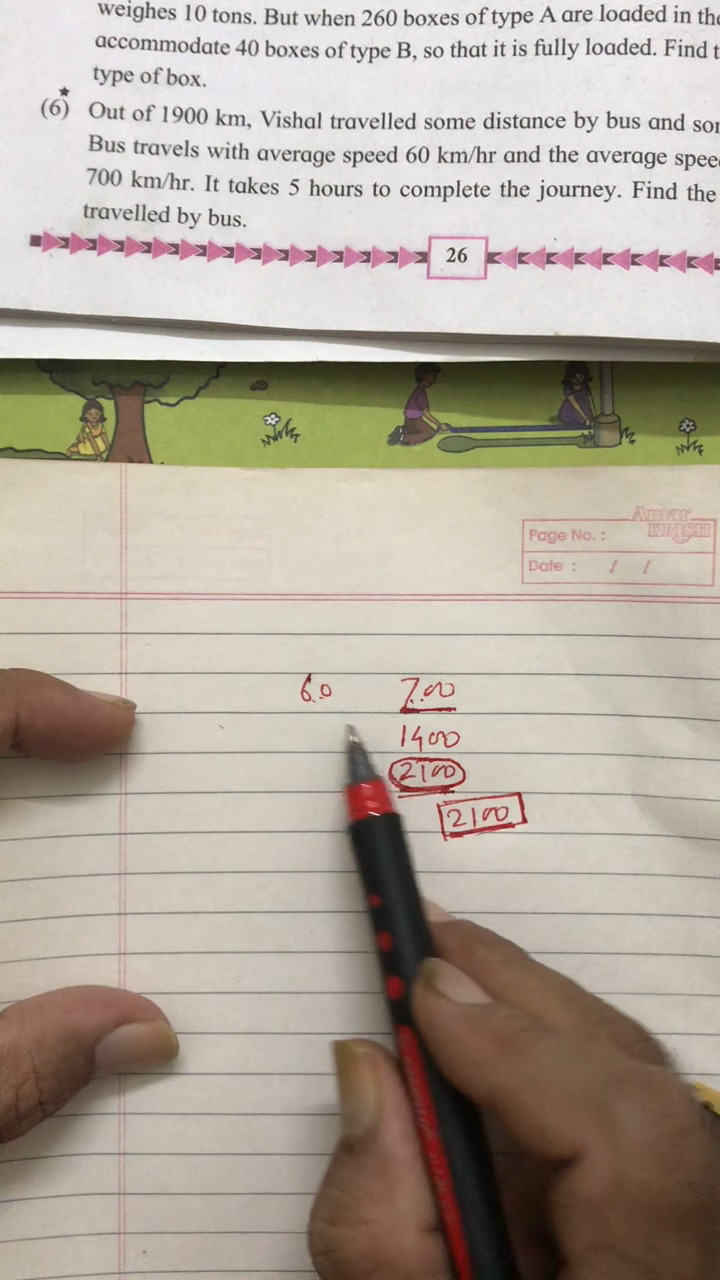 weighes 10 tons. But when 260 boxes of type A are loaded in the
accommodate 40 boxes of type B, so that it is fully loaded. Find t
type of box.
(6) Out of 1900 km, Vishal travelled some distance by bus and som
Bus travels with average speed 60 km/hr and the average spee
700 km/hr. It takes 5 hours to complete the journey. Find the
travelled by bus.
26
Page No. :
Date : / /
60 700
1400
2100
2100